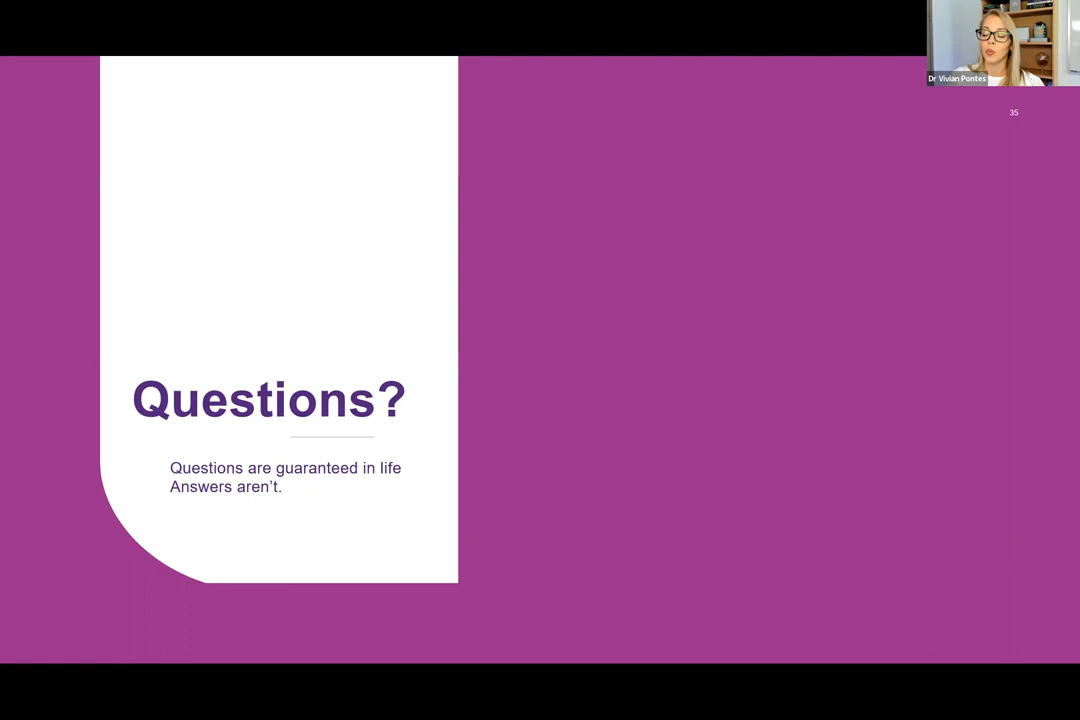 Dr Vivian Pontes
35
Questions?
Questions are guaranteed in life
Answers aren’t.